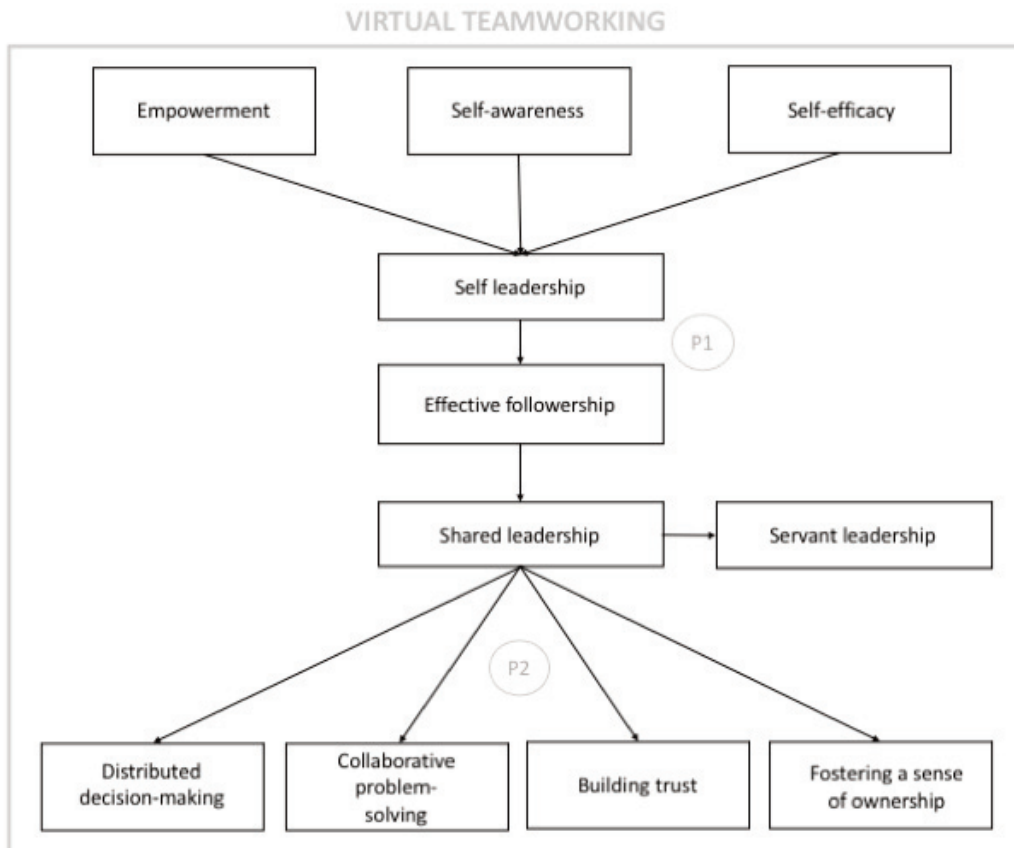 VIRTUAL TEAMWORKING
Empowerment
Self-awareness
Self-efficacy
Self leadership
P1
Effective followership
Shared leadership
Servant leadership
P2
Distributed
decision-making
Collaborative
problem-
solving
Building trust
Fostering a sense
of ownership